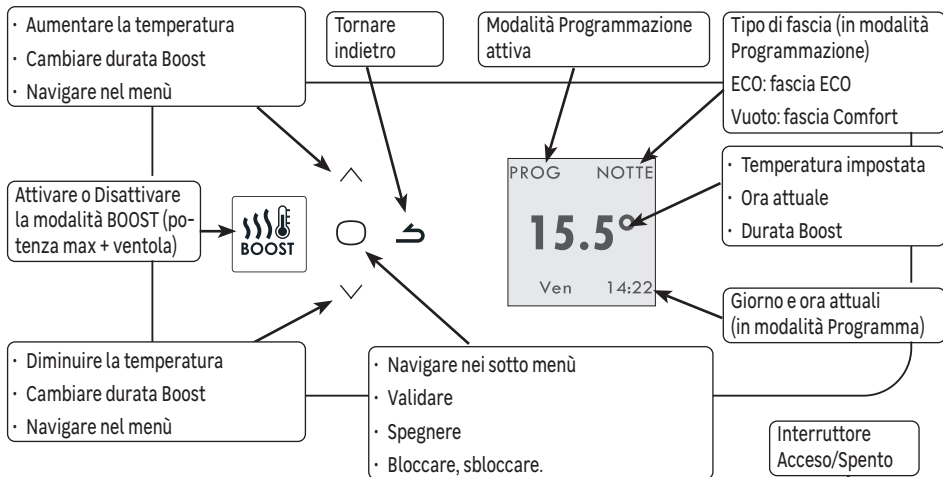 · Aumentare la temperatura
· Cambiare durata Boost
· Navigare nel menù
Tornare
indietro
Modalità Programmazione
attiva
Tipo di fascia (in modalità
Programmazione)
ECO: fascia ECO
Vuoto: fascia Comfort
Attivare o Disattivare
la modalità BOOST (po-
tenza max + ventola)
BOOST
PROG NOTTE
15.5°
Ven 14:22
· Temperatura impostata
· Ora attuale
· Durata Boost
Giorno e ora attuali
(in modalità Programma)
· Diminuire la temperatura
· Cambiare durata Boost
· Navigare nel menù
· Navigare nei sotto menù
· Validare
· Spegnere
· Bloccare, sbloccare.
Interruttore
Acceso/Spento